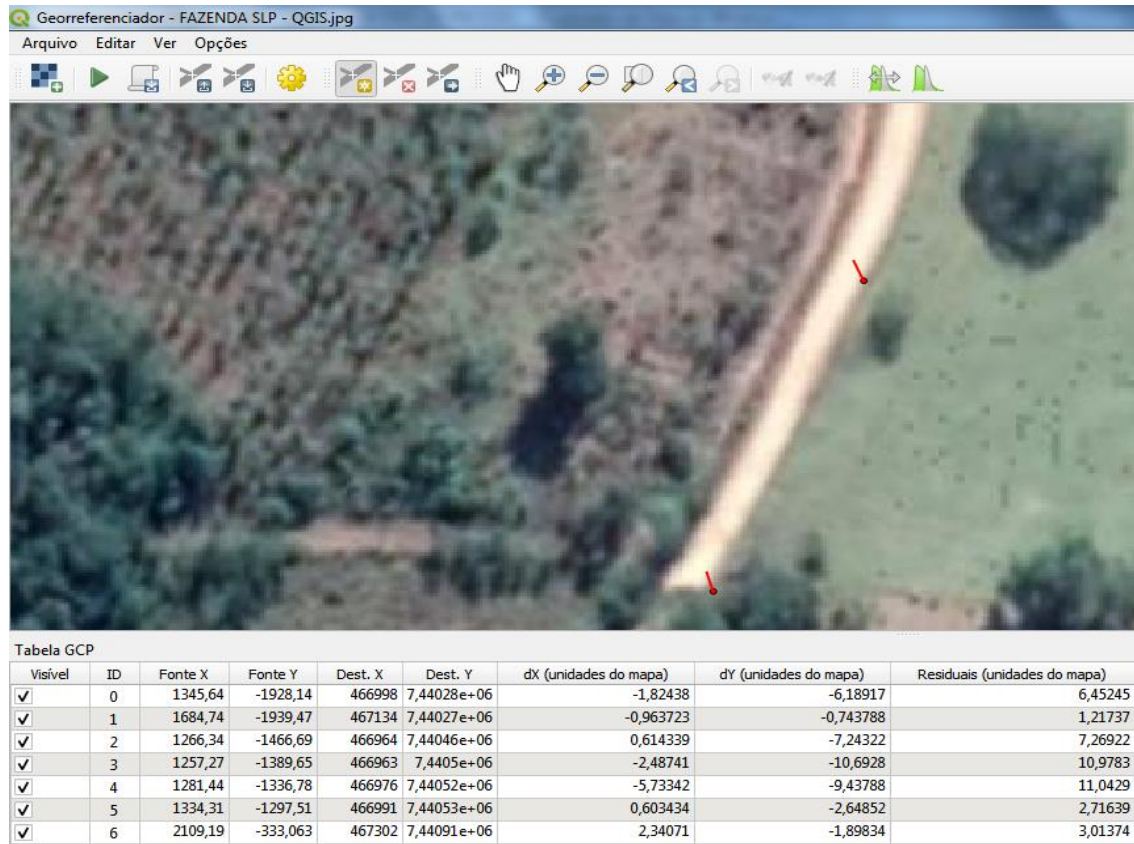 Georreferenciador - FAZENDA SLP - QGIS.jpg
Arquivo Editar Ver Opções
Tabela GCP
Visível ID Fonte X Fonte Y Dest. X Dest. Y dX (unidades do mapa) dY (unidades do mapa) Residuais (unidades do mapa)
0 1345,64 -1928,14 466998 7,44028e+06 -1,82438 -6,18917 6,45245
1 1684,74 -1939,47 467134 7,44027e+06 -0,963723 -0,743788 1,21737
2 1266,34 -1466,69 466964 7,44046e+06 0,614339 -7,24322 7,26922
3 1257,27 -1389,65 466963 7,4405e+06 -2,48741 -10,6928 10,9783
4 1281,44 -1336,78 466976 7,44052e+06 -5,73342 -9,43788 11,0429
5 1334,31 -1297,51 466991 7,44053e+06 0,603434 -2,64852 2,71639
6 2109,19 -333,063 467302 7,44091e+06 2,34071 -1,89834 3,01374